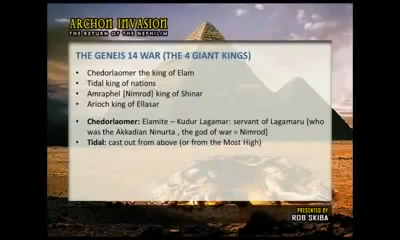 ARCHON INVASION
THE RETURN OF THE NEPHILIM
THE GENEIS 14 WAR (THE 4 GIANT KINGS)
• Chedorlaomer the king of Elam
• Tidal king of nations
• Amraphel [Nimrod] king of Shinar
• Arioch king of Ellasar
• Chedorlaomer: Elamite – Kudur Lagamar: servant of Lagamaru [who
was the Akkadian Ninurta , the god of war = Nimrod]
• Tidal: cast out from above (or from the Most High)
PRESENTED BY
ROB SKIBA